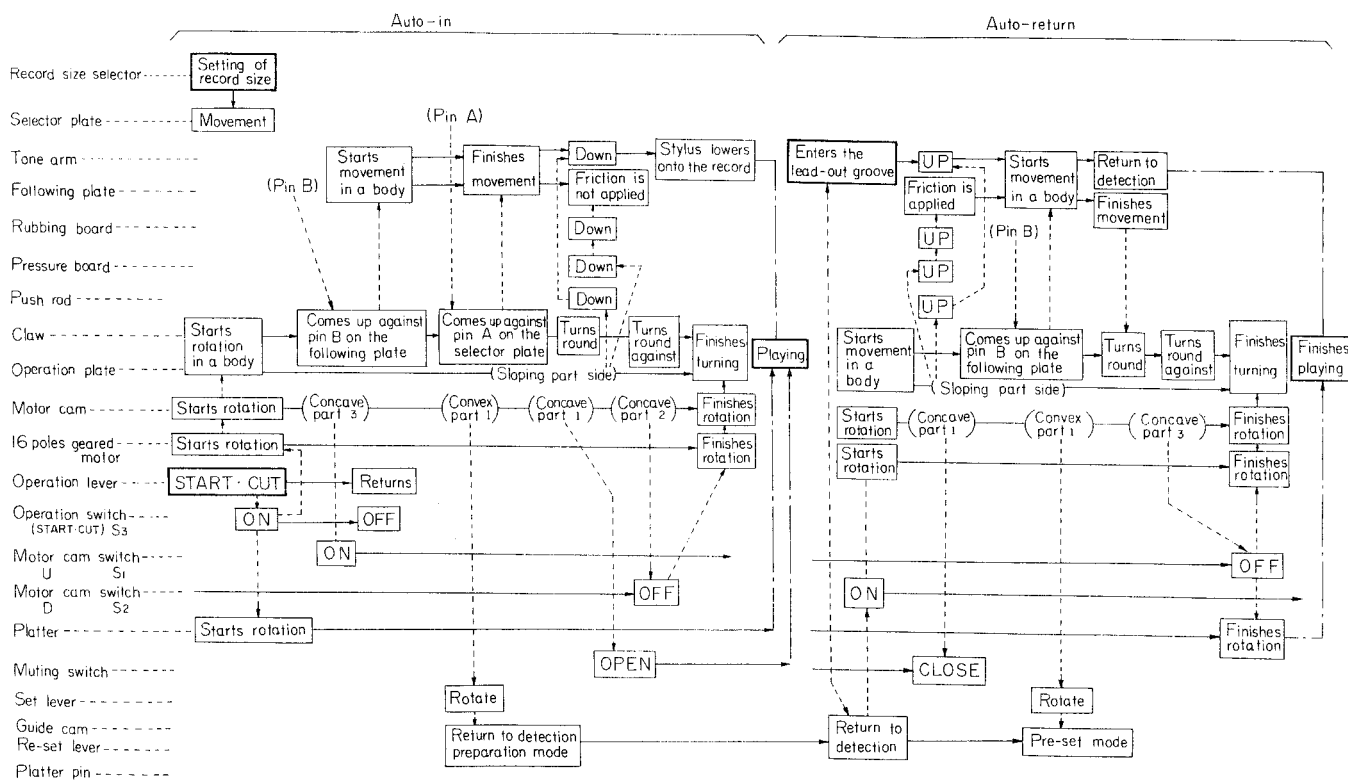 Auto-in
Auto-return
Record size selector
Setting of
record size
Selector plate
Movement
(Pin A)
Tone arm
Starts
movement
in a body
Finishes
movement
Down
Stylus lowers
onto the record
Enters the
lead-out groove
UP
Starts
movement
in a body
Return to
detection
Following plate
(Pin B)
Friction is
not applied
Friction is
applied
Finishes
movement
Rubbing board
Down
UP
(Pin B)
Pressure board
Down
UP
Push rod
Down
UP
Claw
Starts
rotation
in a body
Comes up against
pin B on the
following plate
Comes up against
pin A on the
selector plate
Turns
round
Turns
round
against
Finishes
turning
Playing
Starts
movement
in a
body
Comes up against
pin B on the
following plate
Turns
round
Turns
round
against
Finishes
turning
Finishes
playing
Operation plate
(Sloping part side)
(Sloping part side)
Motor cam
Starts rotation
(Concave
part 3)
(Convex
part 1)
(Concave
part 1)
(Concave
part 2)
Finishes
rotation
Starts
rotation
(Concave
part 1)
(Convex
part 1)
(Concave
part 3)
Finishes
rotation
16 poles geared
motor
Starts rotation
Finishes
rotation
Starts
rotation
Finishes
rotation
Operation lever
START · CUT
Returns
Operation switch
(START·CUT) S3
ON
OFF
Motor cam switch
U S1
ON
OFF
Motor cam switch
D S2
OFF
ON
Platter
Starts rotation
Finishes
rotation
Muting switch
OPEN
CLOSE
Set lever
Rotate
Rotate
Guide cam
Re-set lever
Return to detection
preparation mode
Return to
detection
Pre-set mode
Platter pin